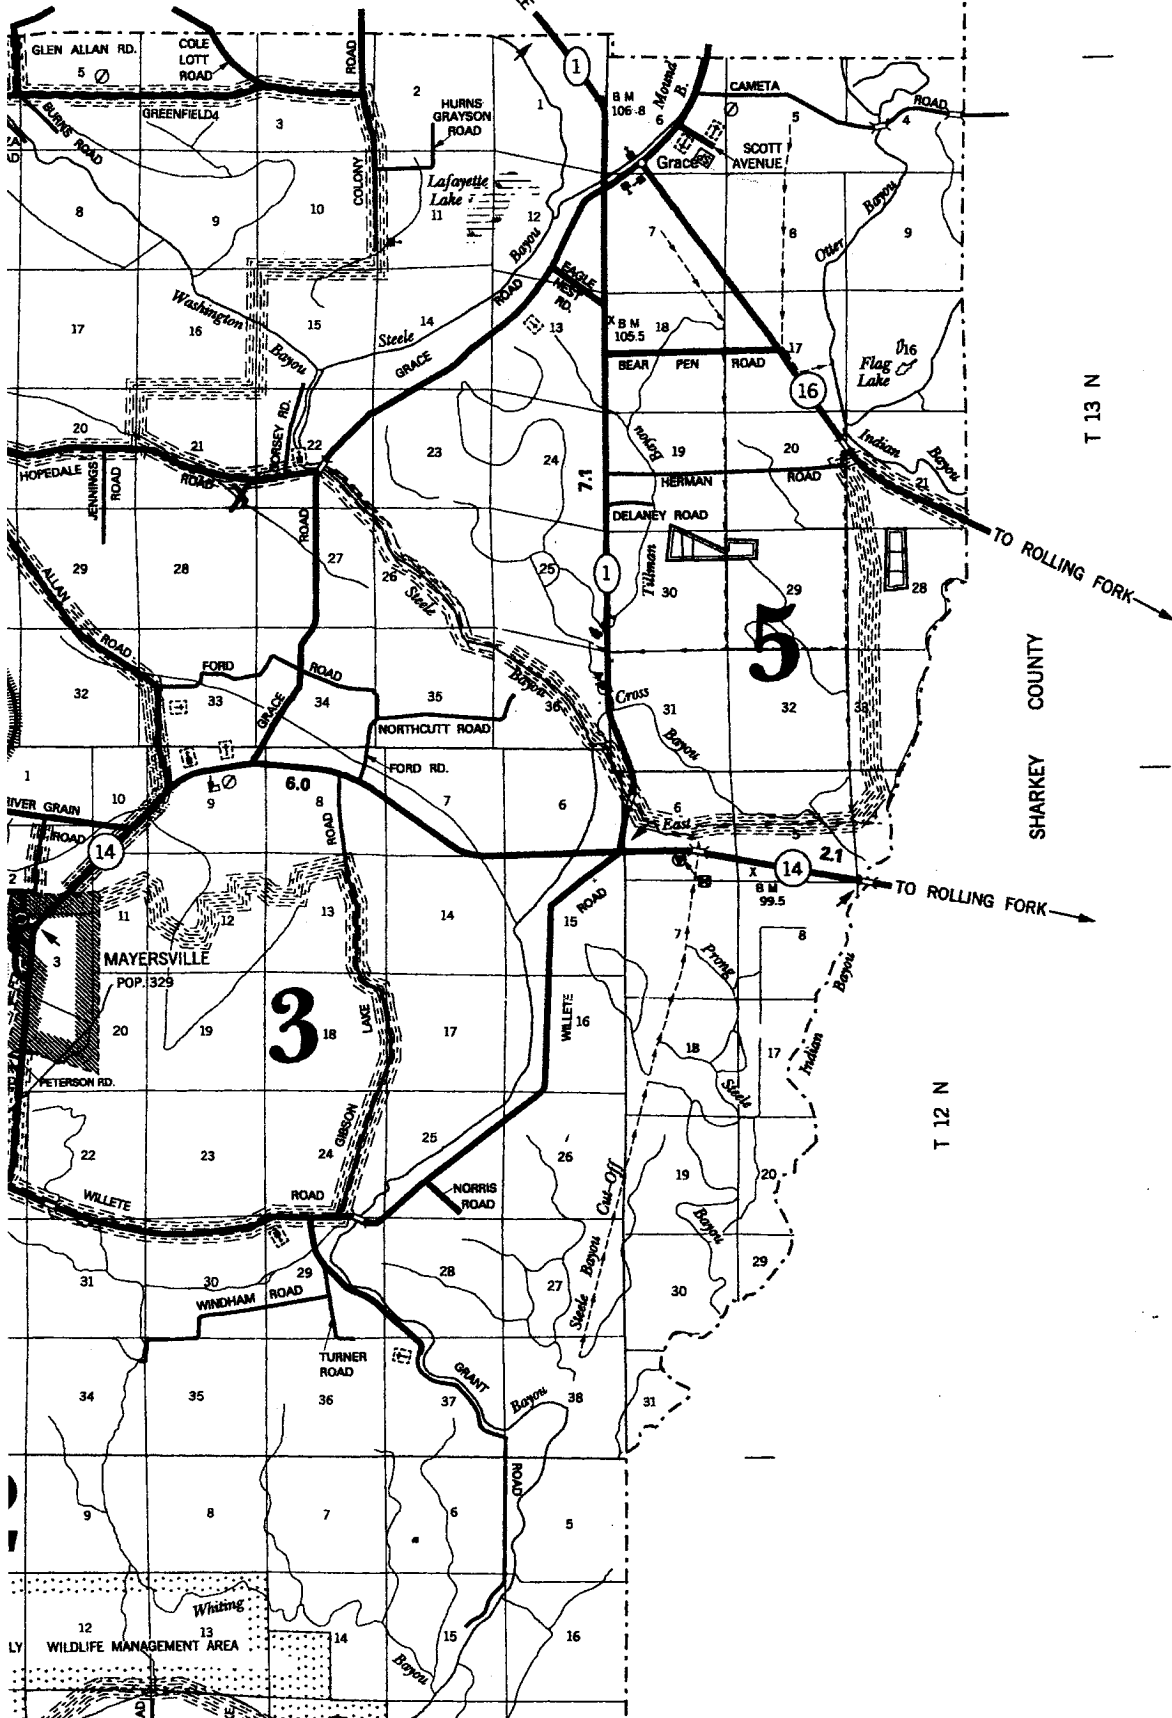 GLEN ALLAN RD.
5
COLE
LOTT
ROAD
ROAD
2
HURNS
GRAYSON
ROAD
1
1
B M
106.8
Mound
B.
CAMETA
ROAD
6
5
4
GREENFIELD4
3
BURNS ROAD
SCOTT
AVENUE
Grace
COLONY
Lafayette
Lake
8
9
10
11
12
7
8
9
Bayou
Otter
Bayou
EAGLE
NEST
RD.
ROAD
Washington
Bayou
17
16
15
14
13
Steele
GRACE
B M
105.5
18
17
16
BEAR PEN ROAD
Flag
Lake
16
T 13 N
20
21
DORSEY RD.
22
23
24
Bayou
19
20
Indian
Bayou
21
HOPEDALE
ROAD
JENNINGS
ROAD
7.1
HERMAN ROAD
DELANEY ROAD
ROAD
TO ROLLING FORK
29
28
27
26
25
1
Tillman
30
29
28
Steele
5
ALLAN
ROAD
FORD ROAD
SHARKEY COUNTY
32
33
34
35
Bayou
36
Cross
Bayou
31
32
33
GRACE
NORTHCUTT ROAD
FORD RD.
1
10
9
6.0
8
7
6
6
East
5
RIVER GRAIN
ROAD
ROAD
14
14
2.1
2
TO ROLLING FORK
X
B M
99.5
11
12
13
14
15
ROAD
7
8
3
MAYERSVILLE
POP. 329
Prong
Bayou
3
20
19
18
LAKE
17
WILLETE
16
18
17
Indian
PETERSON RD.
Steele
T 12 N
22
23
24
GIBSON
25
26
19
20
WILLETE
ROAD
NORRIS
ROAD
Steele Bayou Cut-Off
Bayou
31
30
29
28
27
30
29
WINDHAM ROAD
TURNER
ROAD
GRANT
Bayou
34
35
36
37
38
31
ROAD
9
8
7
6
5
Whiting
12
13
14
15
16
LY WILDLIFE MANAGEMENT AREA
Bayou